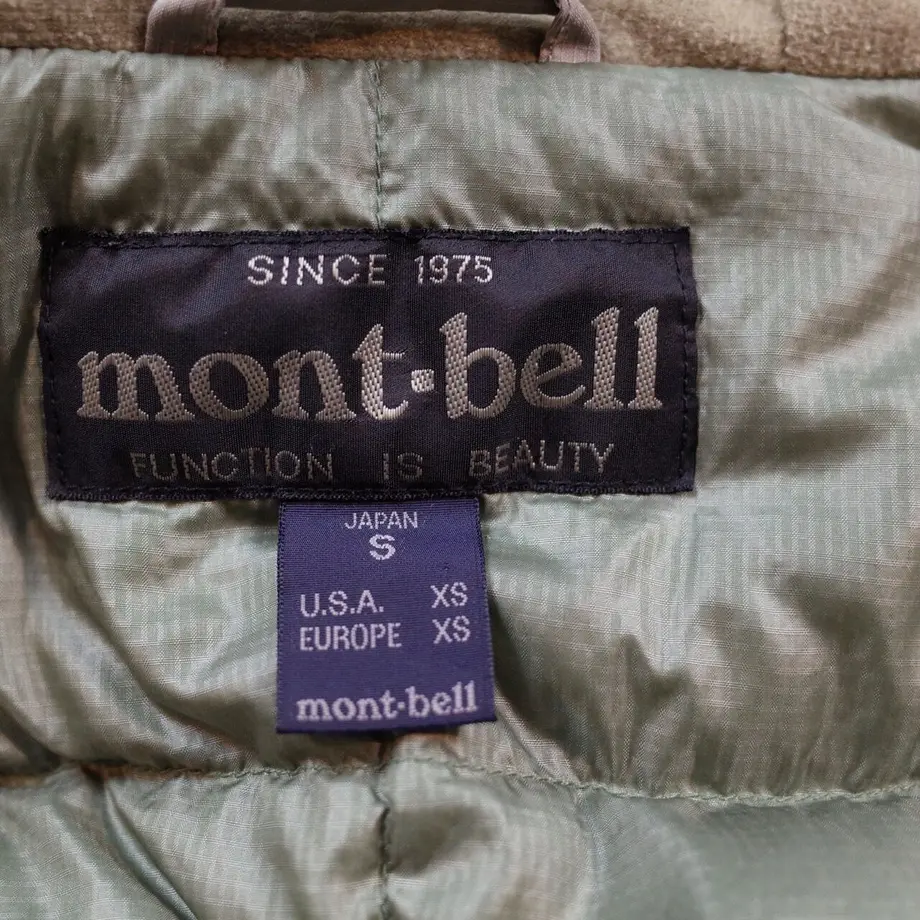 SINCE 1975
mont·bell
FUNCTION IS BEAUTY
JAPAN
S
U.S.A. XS
EUROPE XS
mont·bell